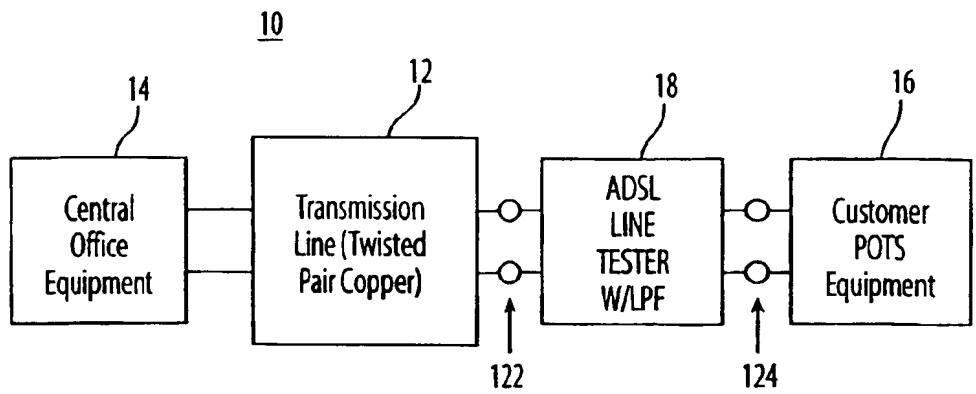 10
14
12
18
16
Central
Office
Equipment
Transmission
Line (Twisted
Pair Copper)
ADSL
LINE
TESTER
W/LPF
Customer
POTS
Equipment
122
124